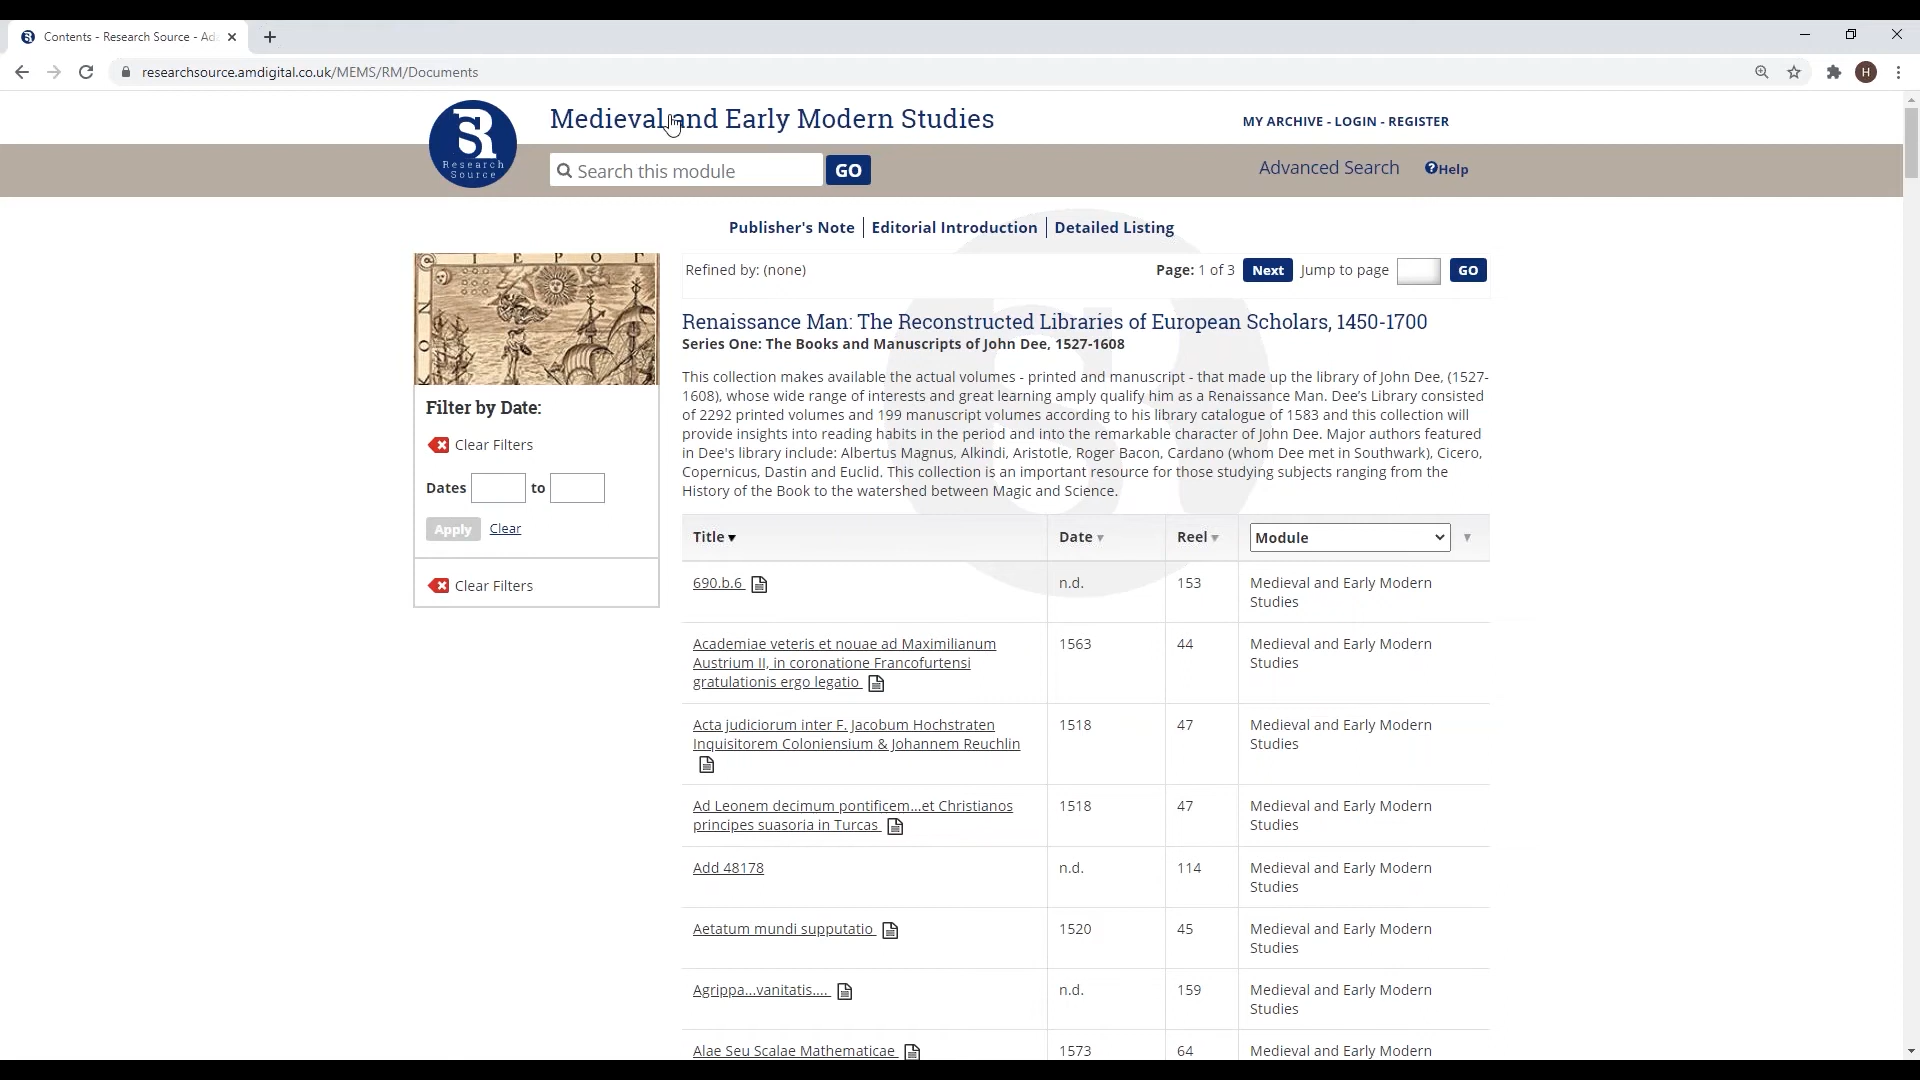 Contents - Research Source - Ad
researchsource.amdigital.co.uk/MEMS/RM/Documents
H
Research
Source
Medieval and Early Modern Studies
MY ARCHIVE - LOGIN - REGISTER
Search this module
GO
Advanced Search
Help
Publisher's Note | Editorial Introduction | Detailed Listing
I E P O T
N
O
K
Filter by Date:
Clear Filters
Dates to
Apply Clear
Clear Filters
Refined by: (none)
Page: 1 of 3 Next Jump to page GO
Renaissance Man: The Reconstructed Libraries of European Scholars, 1450-1700
Series One: The Books and Manuscripts of John Dee, 1527-1608
This collection makes available the actual volumes - printed and manuscript - that made up the library of John Dee, (1527-
1608), whose wide range of interests and great learning amply qualify him as a Renaissance Man. Dee's Library consisted
of 2292 printed volumes and 199 manuscript volumes according to his library catalogue of 1583 and this collection will
provide insights into reading habits in the period and into the remarkable character of John Dee. Major authors featured
in Dee's library include: Albertus Magnus, Alkindi, Aristotle, Roger Bacon, Cardano (whom Dee met in Southwark), Cicero,
Copernicus, Dastin and Euclid. This collection is an important resource for those studying subjects ranging from the
History of the Book to the watershed between Magic and Science.
Title Date Reel Module
690.b.6 n.d. 153 Medieval and Early Modern
Studies
Academiae veteris et nouae ad Maximilianum 1563 44 Medieval and Early Modern
Austrium II, in coronatione Francofurtensi Studies
gratulationis ergo legatio
Acta judiciorum inter F. Jacobum Hochstraten 1518 47 Medieval and Early Modern
Inquisitorem Coloniensium & Johannem Reuchlin Studies
Ad Leonem decimum pontificem...et Christianos 1518 47 Medieval and Early Modern
principes suasoria in Turcas Studies
Add 48178 n.d. 114 Medieval and Early Modern
Studies
Aetatum mundi supputatio 1520 45 Medieval and Early Modern
Studies
Agrippa...vanitatis.... n.d. 159 Medieval and Early Modern
Studies
Alae Seu Scalae Mathematicae 1573 64 Medieval and Early Modern